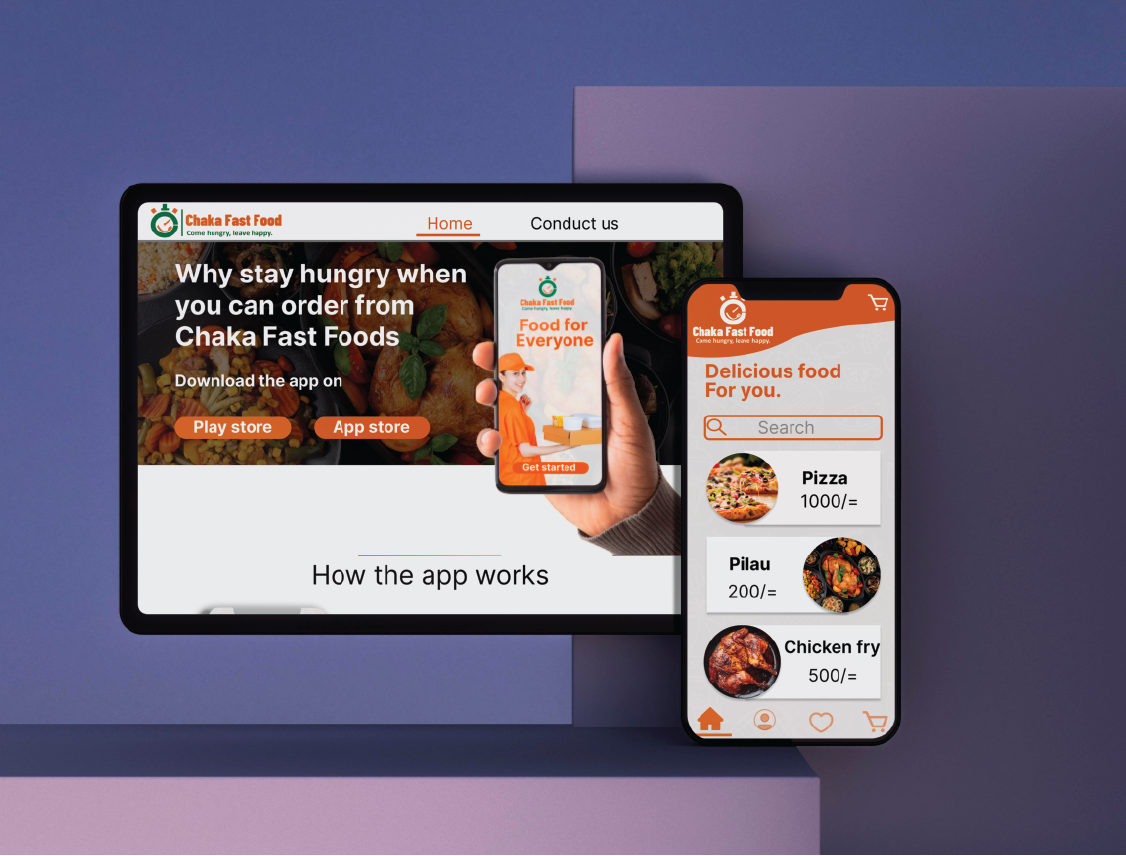 Chaka Fast Food
Come hungry, leave happy.
Home
Conduct us
Why stay hungry when
you can order from
Chaka Fast Foods
Download the app on
Play store
App store
Chaka Fast Food
Come hungry, leave happy.
Food for
Everyone
Get started
How the app works
Chaka Fast Food
Come hungry, leave happy.
Delicious food
For you.
Search
Pizza
1000/=
Pilau
200/=
Chicken fry
500/=